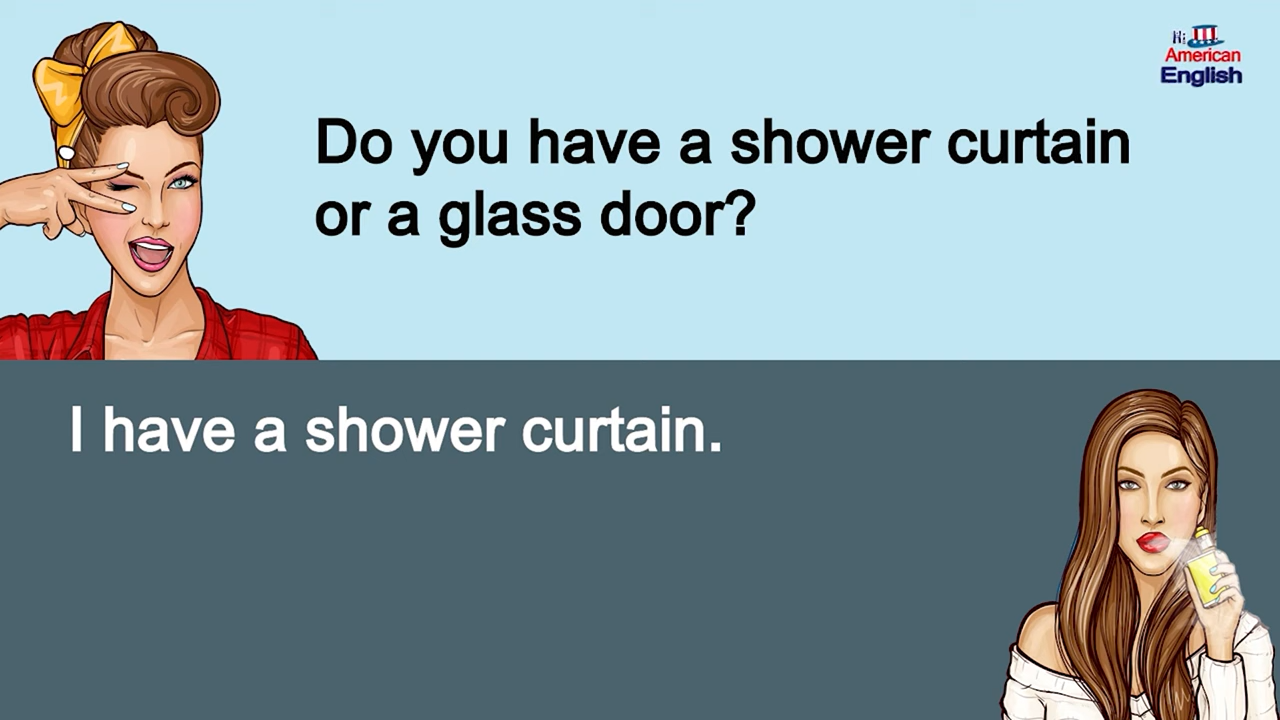 Hi
American
English
Do you have a shower curtain
or a glass door?
I have a shower curtain.